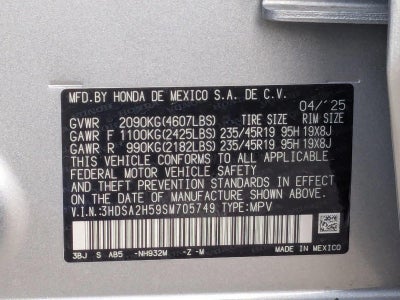 MFD.BY HONDA DE MEXICO S.A. DE C.V.
04/'25
GVWR 2090KG(4607LBS) TIRE SIZE RIM SIZE
GAWR F 1100KG(2425LBS) 235/45R19 95H 19X8J
GAWR R 990KG(2182LBS) 235/45R19 95H 19X8J
THIS VEHICLE CONFORMS TO ALL APPLICABLE
FEDERAL MOTOR VEHICLE SAFETY AND
THEFT PREVENTION STANDARDS IN EFFECT
ON THE DATE OF MANUFACTURE SHOWN ABOVE.
V.I.N.:3HDSA2H59SM705749 TYPE:MPV
3BJ S AB5 -NH932M -Z -M
MADE IN MEXICO